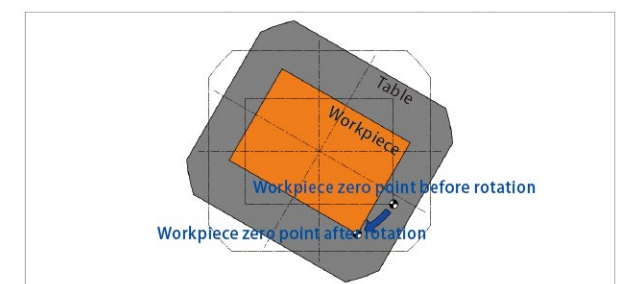 Table
Workpiece
Workpiece zero point before rotation
Workpiece zero point after rotation